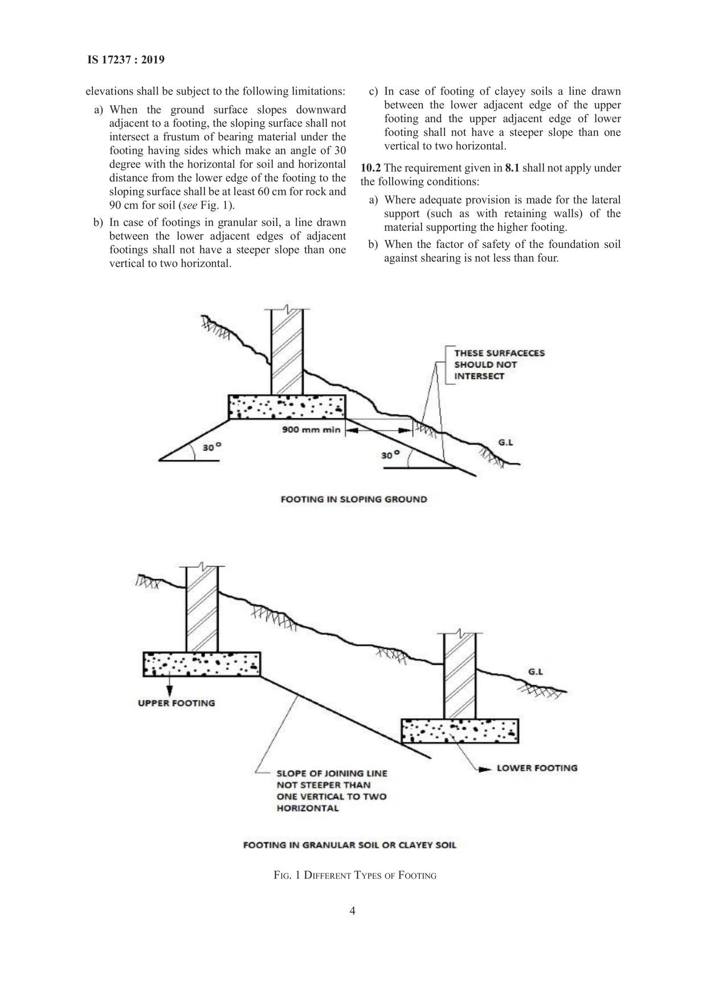 IS 17237 : 2019
elevations shall be subject to the following limitations:
a) When the ground surface slopes downward
adjacent to a footing, the sloping surface shall not
intersect a frustum of bearing material under the
footing having sides which make an angle of 30
degree with the horizontal for soil and horizontal
distance from the lower edge of the footing to the
sloping surface shall be at least 60 cm for rock and
90 cm for soil (see Fig. 1).
b) In case of footings in granular soil, a line drawn
between the lower adjacent edges of adjacent
footings shall not have a steeper slope than one
vertical to two horizontal.
c) In case of footing of clayey soils a line drawn
between the lower adjacent edge of the upper
footing and the upper adjacent edge of lower
footing shall not have a steeper slope than one
vertical to two horizontal.
10.2 The requirement given in 8.1 shall not apply under
the following conditions:
a) Where adequate provision is made for the lateral
support (such as with retaining walls) of the
material supporting the higher footing.
b) When the factor of safety of the foundation soil
against shearing is not less than four.
THESE SURFACECES
SHOULD NOT
INTERSECT
900 mm min
G.L
30°
30°
FOOTING IN SLOPING GROUND
G.L
UPPER FOOTING
LOWER FOOTING
SLOPE OF JOINING LINE
NOT STEEPER THAN
ONE VERTICAL TO TWO
HORIZONTAL
FOOTING IN GRANULAR SOIL OR CLAYEY SOIL
FIG. 1 DIFFERENT TYPES OF FOOTING
4